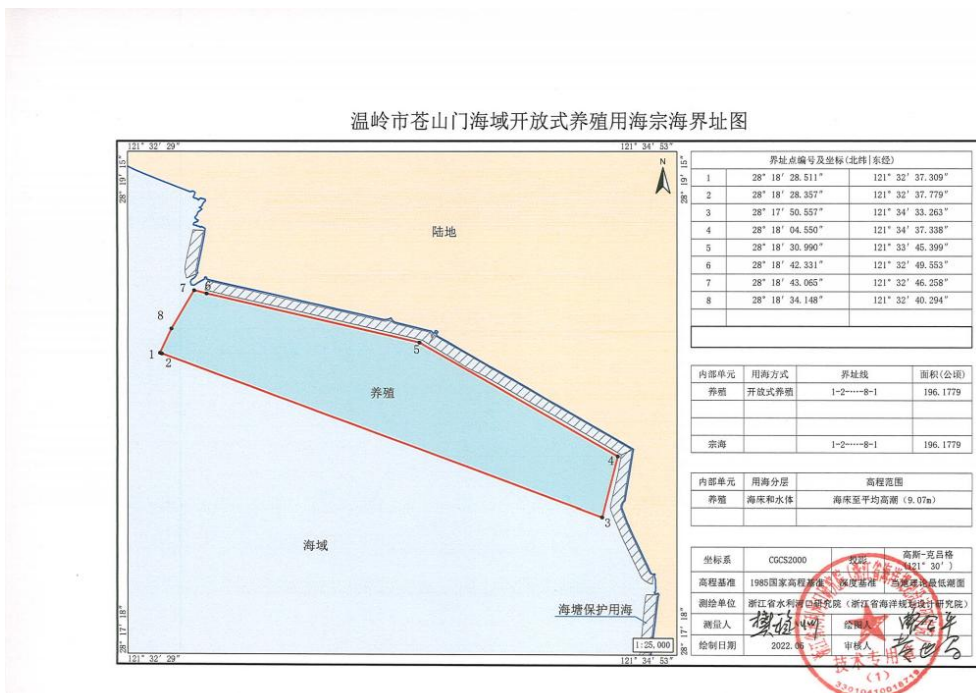 温岭市苍山门海域开放式养殖用海宗海界址图
121° 32′ 29″
121° 34′ 53″
28° 19′ 15″
28° 19′ 15″
N
陆地
7
6
8
5
1
2
养殖
4
3
海域
海塘保护用海
1:25,000
28° 17′ 18″
28° 17′ 18″
121° 32′ 29″
121° 34′ 53″
界址点编号及坐标(北纬|东经)
1 28° 18′ 28.511″ 121° 32′ 37.309″
2 28° 18′ 28.357″ 121° 32′ 37.779″
3 28° 17′ 50.557″ 121° 34′ 33.263″
4 28° 18′ 04.550″ 121° 34′ 37.338″
5 28° 18′ 30.990″ 121° 33′ 45.399″
6 28° 18′ 42.331″ 121° 32′ 49.553″
7 28° 18′ 43.065″ 121° 32′ 46.258″
8 28° 18′ 34.148″ 121° 32′ 40.294″
内部单元 用海方式 界址线 面积(公顷)
养殖 开放式养殖 1-2-----8-1 196.1779
宗海 1-2-----8-1 196.1779
内部单元 用海分层 高程范围
养殖 海床和水体 海床至平均高潮（9.07m）
坐标系 CGCS2000 投影 高斯-克吕格(121° 30′)
高程基准 1985国家高程基准 深度基准 当地理论最低潮面
测绘单位 浙江省水利河口研究院（浙江省海洋规划设计研究院）
测量人 绘图人
绘制日期 2022.06 审核人
技术专用章
(1)